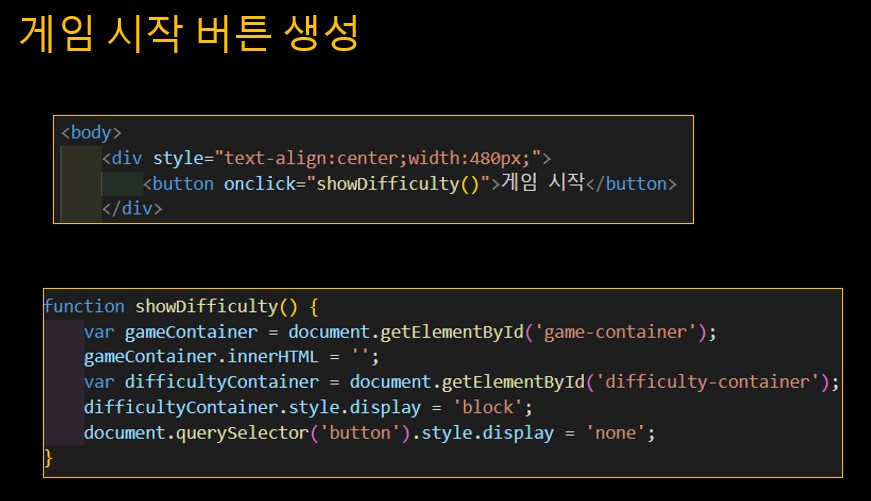 게임 시작 버튼 생성
<body>
<div style="text-align:center;width:480px;">
<button onclick="showDifficulty()">게임 시작</button>
</div>
function showDifficulty() {
var gameContainer = document.getElementById('game-container');
gameContainer.innerHTML = '';
var difficultyContainer = document.getElementById('difficulty-container');
difficultyContainer.style.display = 'block';
document.querySelector('button').style.display = 'none';
}